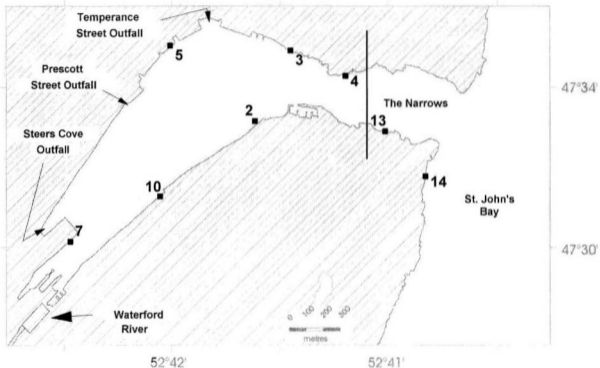 Temperance
Street Outfall
5
3
Prescott
Street Outfall
4
47°34'
The Narrows
2
13
Steers Cove
Outfall
14
10
St. John's
Bay
7
47°30'
0 100 200 300
metres
Waterford
River
52°42'
52°41'